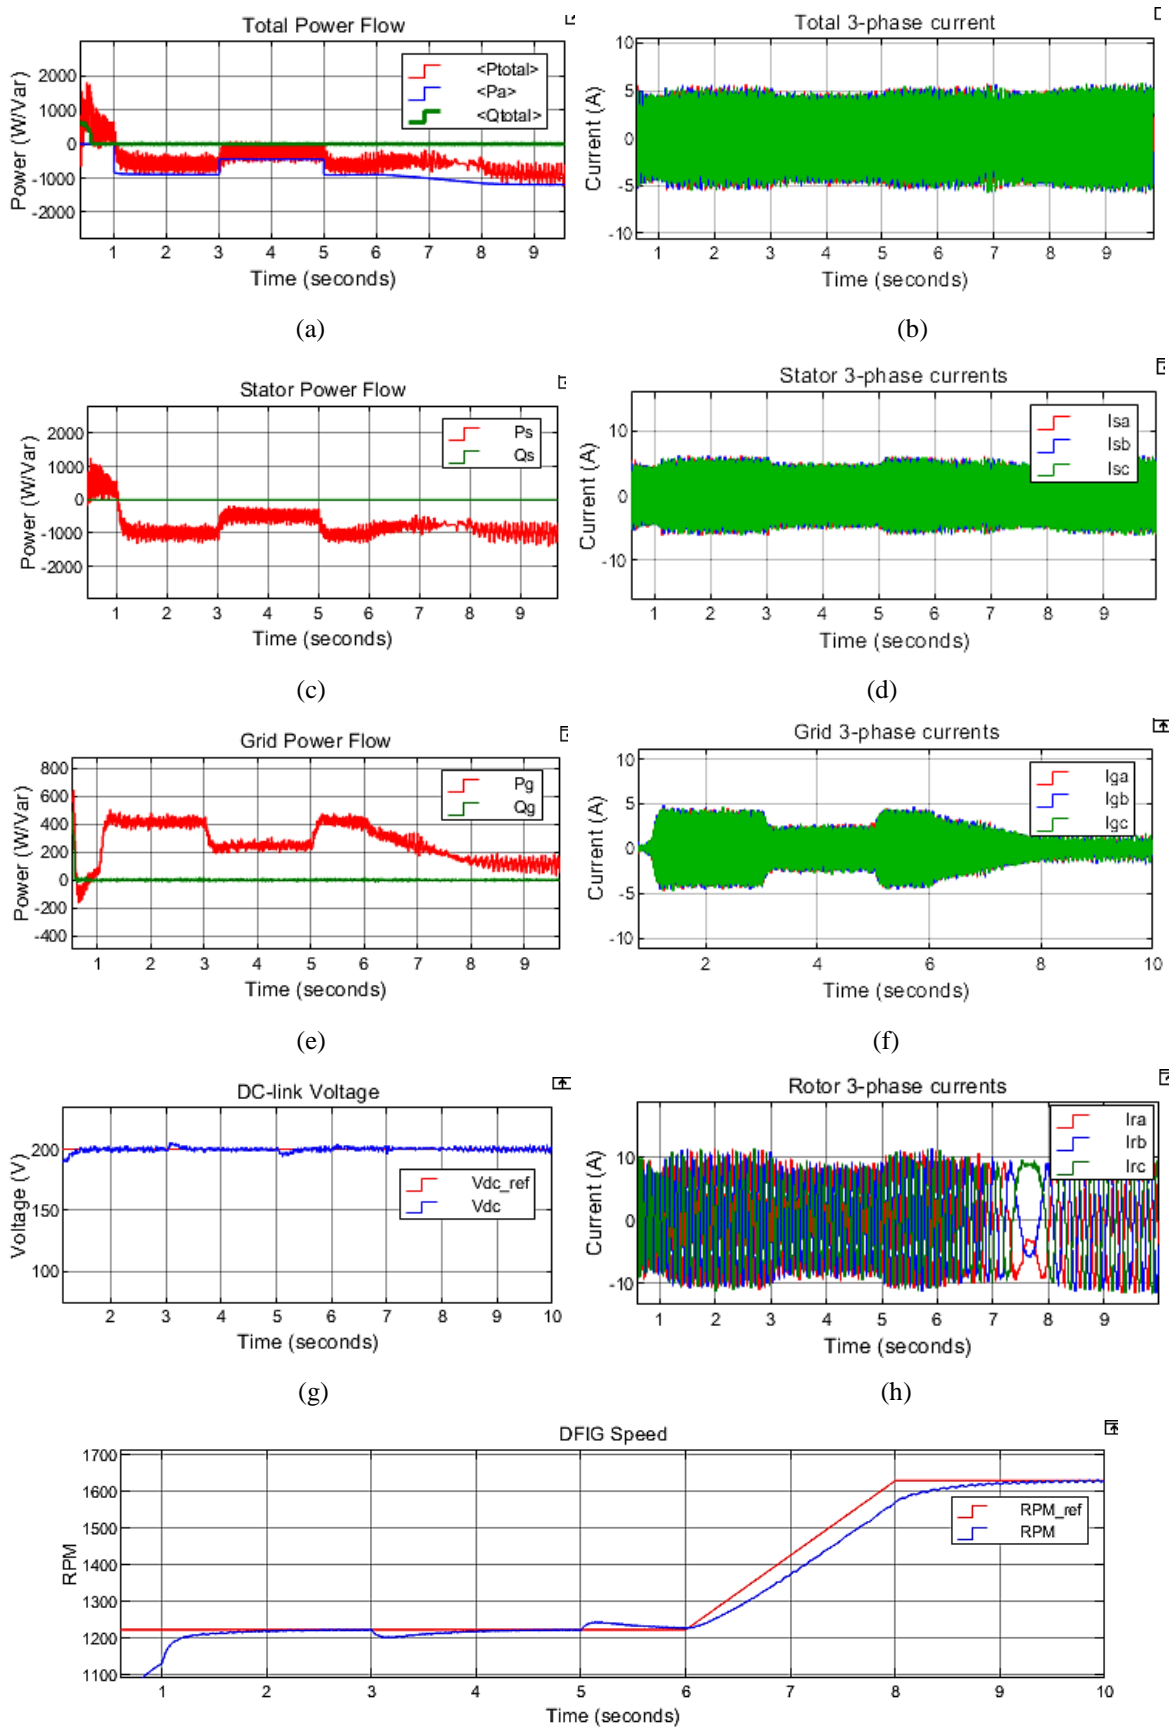 Total Power Flow
Power (W/Var)
2000
1000
0
-1000
-2000
<Ptotal>
<Pa>
<Qtotal>
1 2 3 4 5 6 7 8 9
Time (seconds)
(a)
Total 3-phase current
Current (A)
10
5
0
-5
-10
1 2 3 4 5 6 7 8 9
Time (seconds)
(b)
Stator Power Flow
Power (W/Var)
2000
1000
0
-1000
-2000
Ps
Qs
1 2 3 4 5 6 7 8 9
Time (seconds)
(c)
Stator 3-phase currents
Current (A)
10
0
-10
Isa
Isb
Isc
1 2 3 4 5 6 7 8 9
Time (seconds)
(d)
Grid Power Flow
Power (W/Var)
800
600
400
200
0
-200
-400
Pg
Qg
1 2 3 4 5 6 7 8 9
Time (seconds)
(e)
Grid 3-phase currents
Current (A)
10
5
0
-5
-10
Iga
Igb
Igc
2 4 6 8 10
Time (seconds)
(f)
DC-link Voltage
Voltage (V)
200
150
100
Vdc_ref
Vdc
2 3 4 5 6 7 8 9 10
Time (seconds)
(g)
Rotor 3-phase currents
Current (A)
10
0
-10
Ira
Irb
Irc
1 2 3 4 5 6 7 8 9
Time (seconds)
(h)
DFIG Speed
RPM
1700
1600
1500
1400
1300
1200
1100
RPM_ref
RPM
1 2 3 4 5 6 7 8 9 10
Time (seconds)